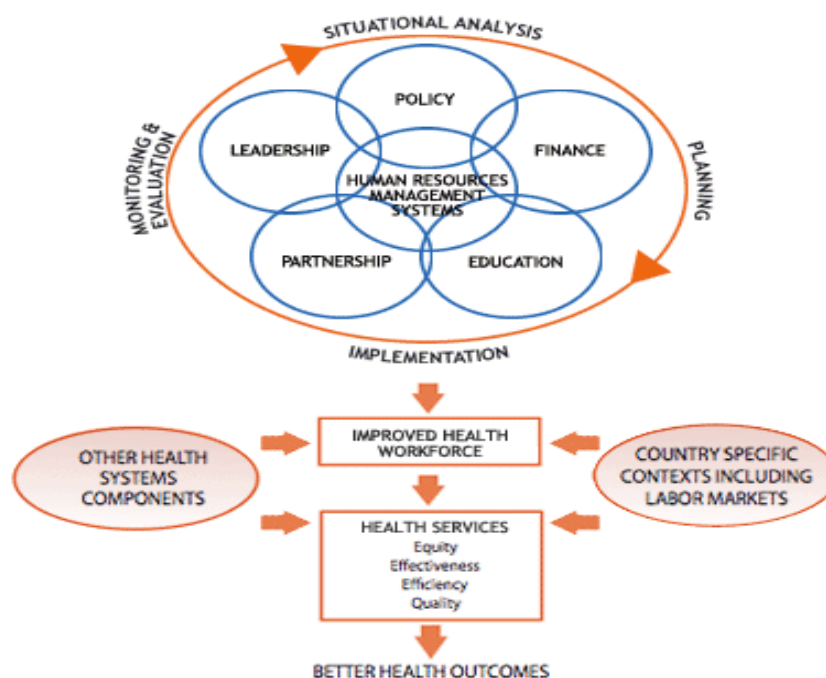 SITUATIONAL ANALYSIS
POLICY
LEADERSHIP
FINANCE
MONITORING &
EVALUATION
PLANNING
HUMAN RESOURCES
MANAGEMENT
SYSTEMS
PARTNERSHIP
EDUCATION
IMPLEMENTATION
IMPROVED HEALTH
WORKFORCE
OTHER HEALTH
SYSTEMS
COMPONENTS
COUNTRY SPECIFIC
CONTEXTS INCLUDING
LABOR MARKETS
HEALTH SERVICES
Equity
Effectiveness
Efficiency
Quality
BETTER HEALTH OUTCOMES